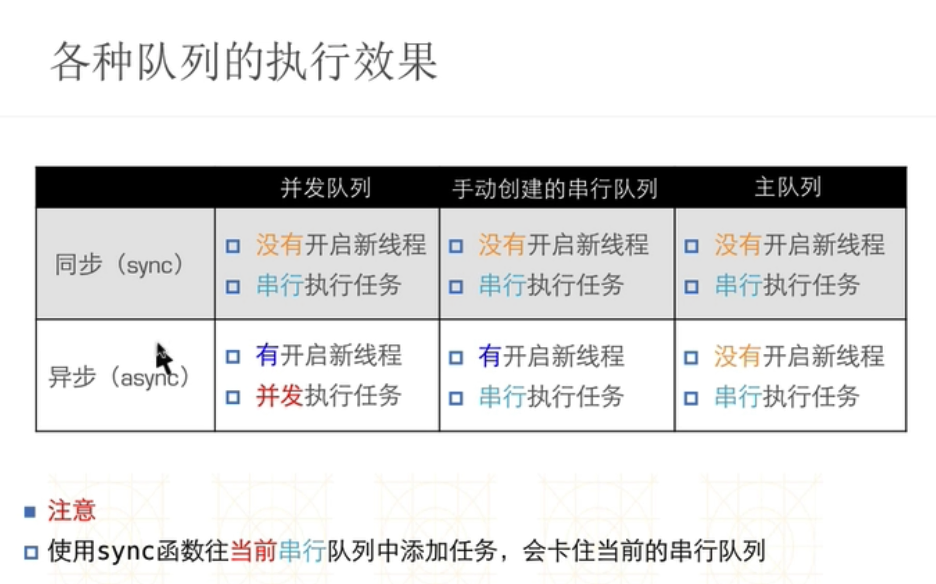 各种队列的执行效果
并发队列 手动创建的串行队列 主队列
同步（sync） 没有开启新线程 没有开启新线程 没有开启新线程
串行执行任务 串行执行任务 串行执行任务
异步（async） 有开启新线程 有开启新线程 没有开启新线程
并发执行任务 串行执行任务 串行执行任务
注意
使用sync函数往当前串行队列中添加任务，会卡住当前的串行队列